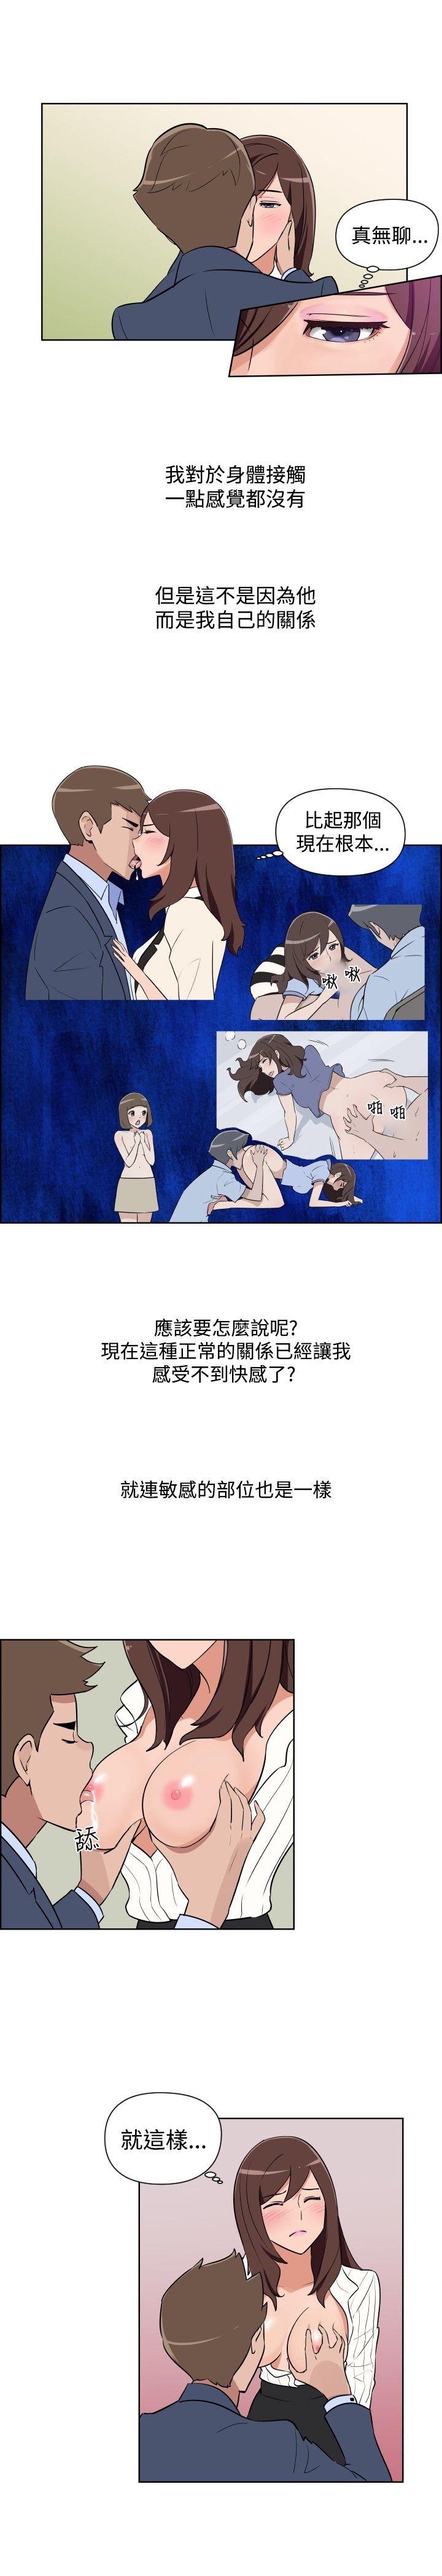 真無聊...
我對於身體接觸
一點感覺都沒有
但是這不是因為他
而是我自己的關係
比起那個
現在根本...
啾 啾
啪 啪
應該要怎麼說呢?
現在這種正常的關係已經讓我
感受不到快感了?
就連敏感的部位也是一樣
舔
就這樣...